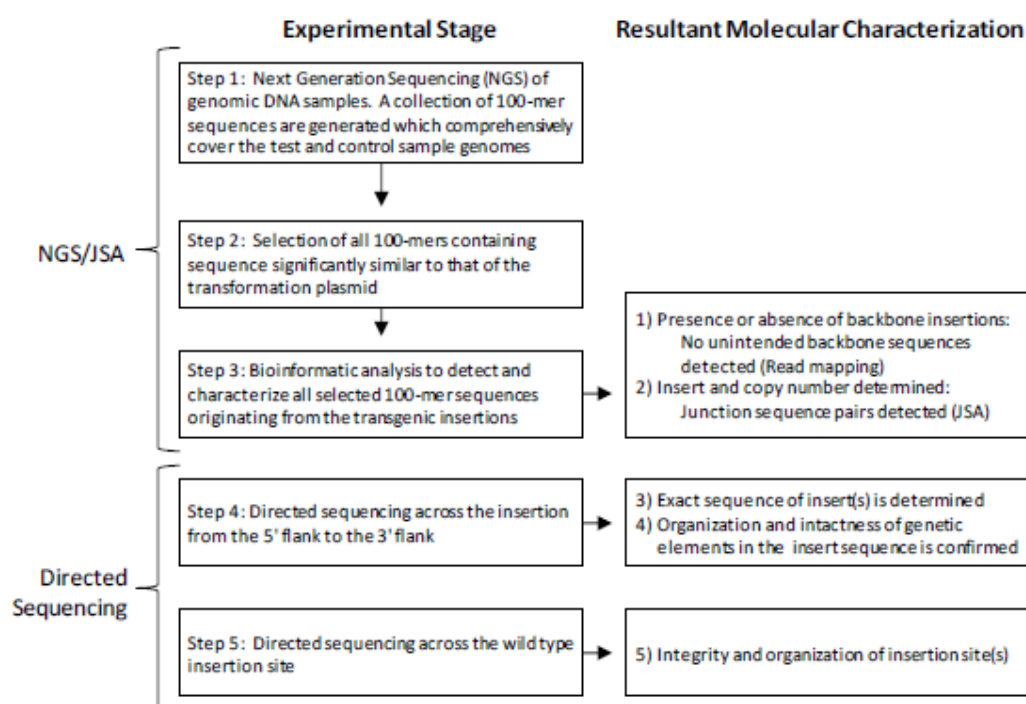 Experimental Stage
Resultant Molecular Characterization
NGS/JSA
Step 1: Next Generation Sequencing (NGS) of
genomic DNA samples. A collection of 100-mer
sequences are generated which comprehensively
cover the test and control sample genomes
Step 2: Selection of all 100-mers containing
sequence significantly similar to that of the
transformation plasmid
Step 3: Bioinformatic analysis to detect and
characterize all selected 100-mer sequences
originating from the transgenic insertions
1) Presence or absence of backbone insertions:
No unintended backbone sequences
detected (Read mapping)
2) Insert and copy number determined:
Junction sequence pairs detected (JSA)
Directed
Sequencing
Step 4: Directed sequencing across the insertion
from the 5' flank to the 3' flank
3) Exact sequence of insert(s) is determined
4) Organization and intactness of genetic
elements in the insert sequence is confirmed
Step 5: Directed sequencing across the wild type
insertion site
5) Integrity and organization of insertion site(s)